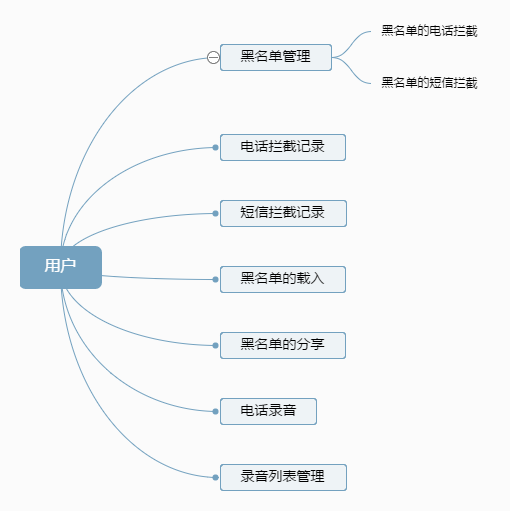 用户
黑名单管理
黑名单的电话拦截
黑名单的短信拦截
电话拦截记录
短信拦截记录
黑名单的载入
黑名单的分享
电话录音
录音列表管理